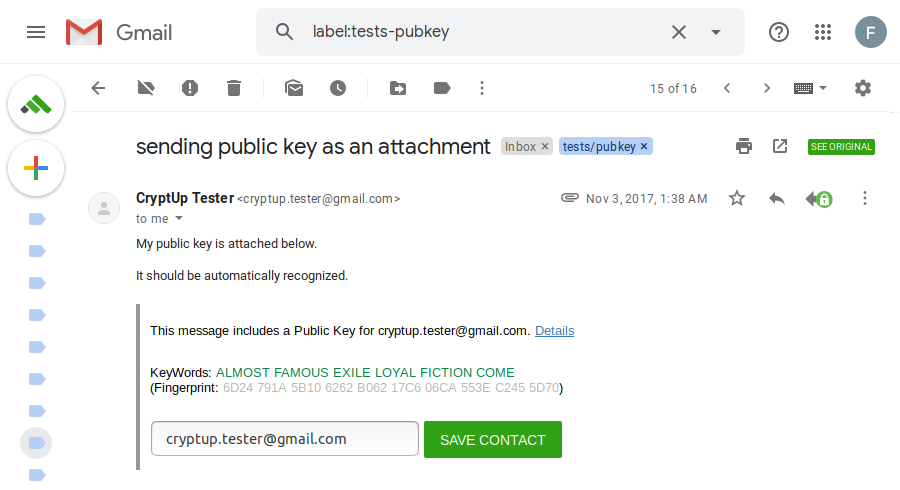 Gmail
label:tests-pubkey
F
15 of 16
sending public key as an attachment Inbox × tests/pubkey × SEE ORIGINAL
CryptUp Tester <cryptup.tester@gmail.com> Nov 3, 2017, 1:38 AM
to me
My public key is attached below.
It should be automatically recognized.
This message includes a Public Key for cryptup.tester@gmail.com. Details
KeyWords: ALMOST FAMOUS EXILE LOYAL FICTION COME
(Fingerprint: 6D24 791A 5B10 6262 B062 17C6 06CA 553E C245 5D70)
cryptup.tester@gmail.com SAVE CONTACT